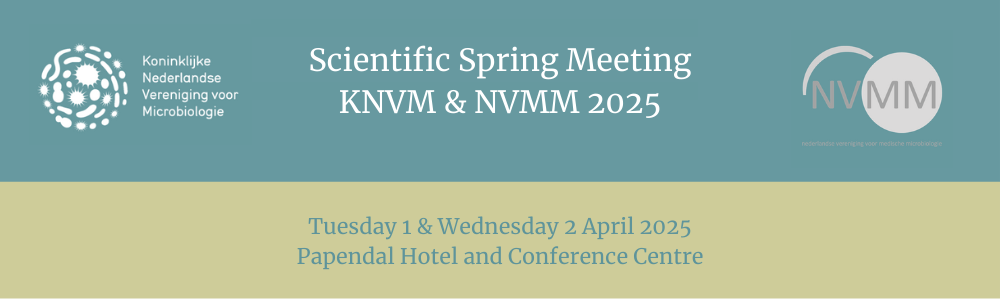 Koninklijke
Nederlandse
Vereniging voor
Microbiologie
Scientific Spring Meeting
KNVM & NVMM 2025
NVMM
nederlandse vereniging voor medische microbiologie
Tuesday 1 & Wednesday 2 April 2025
Papendal Hotel and Conference Centre